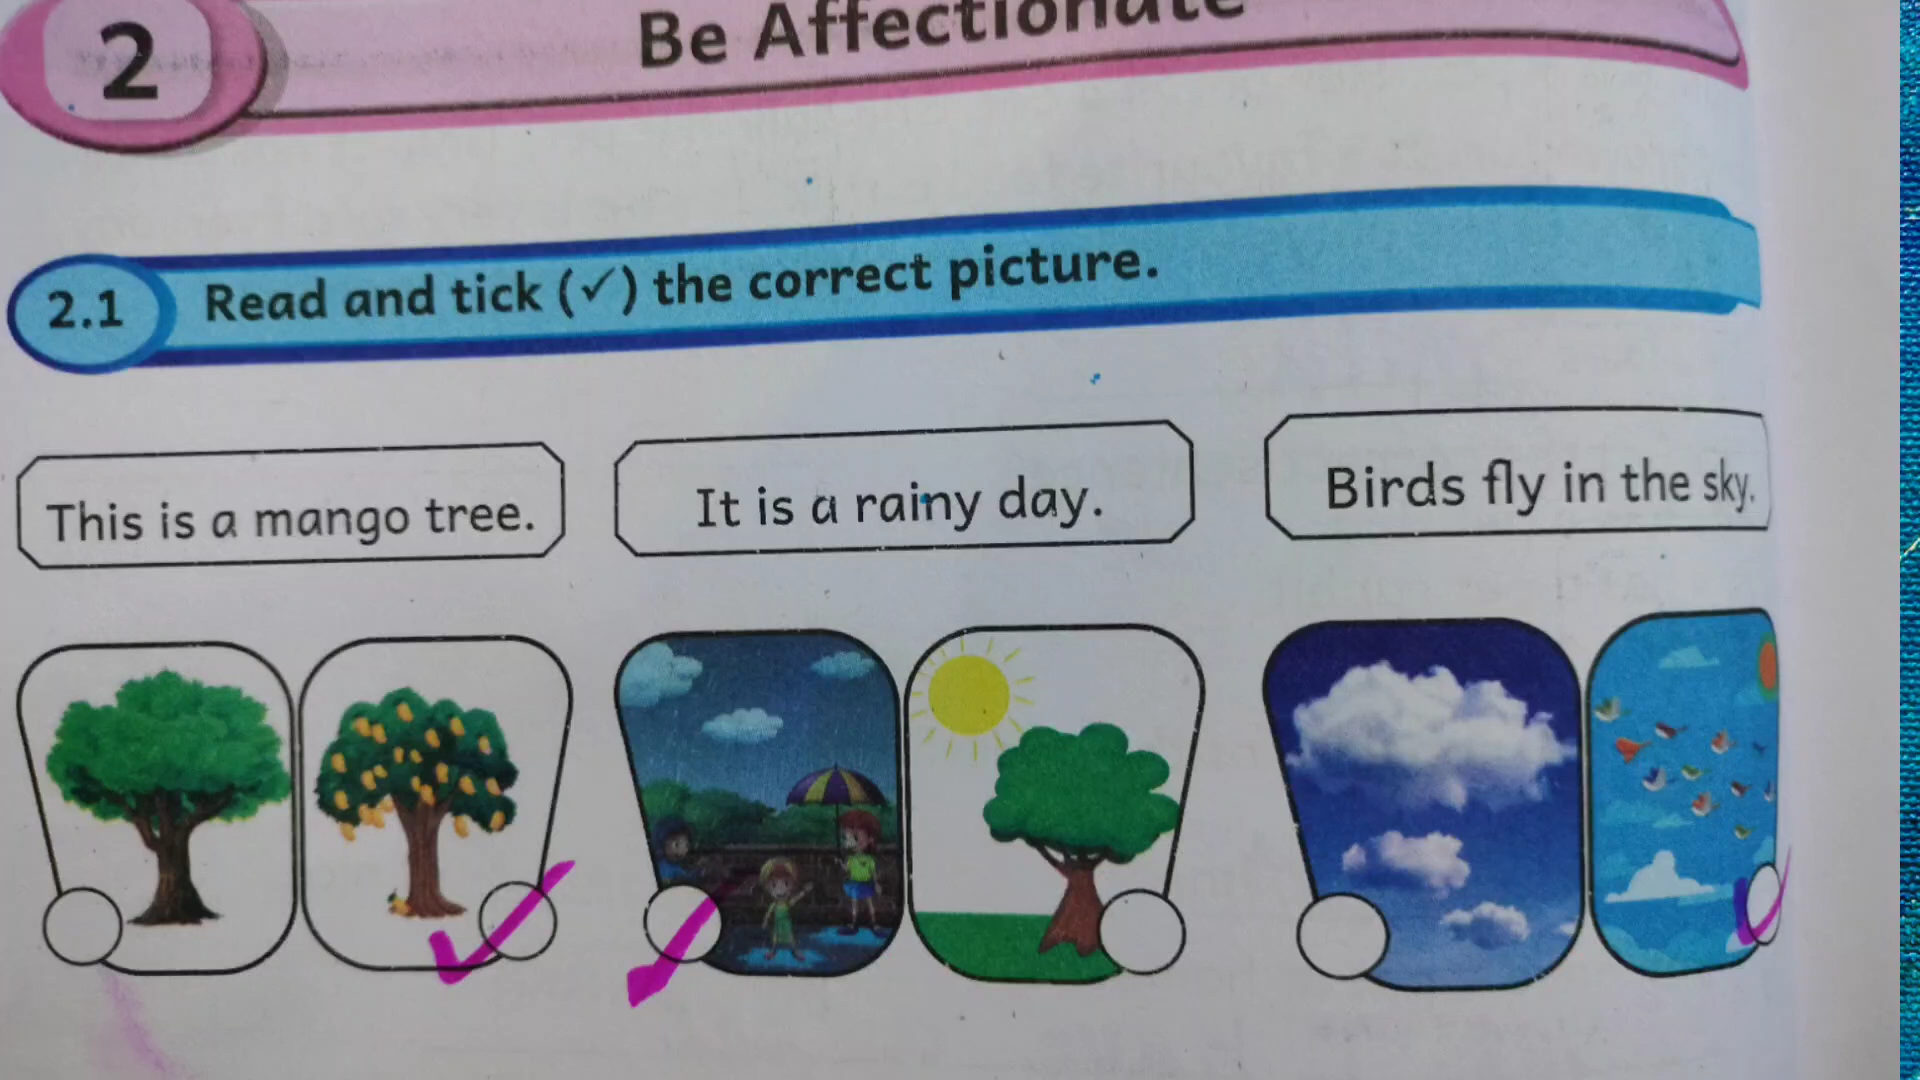 2
Be Affectionate
2.1 Read and tick (✓) the correct picture.
This is a mango tree.
It is a rainy day.
Birds fly in the sky.